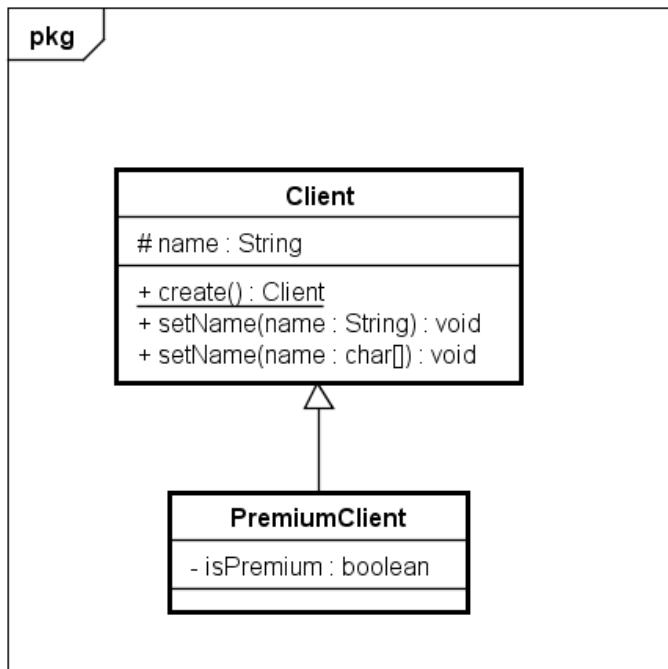 pkg
Client
# name : String
+ create() : Client
+ setName(name : String) : void
+ setName(name : char[]) : void
PremiumClient
- isPremium : boolean